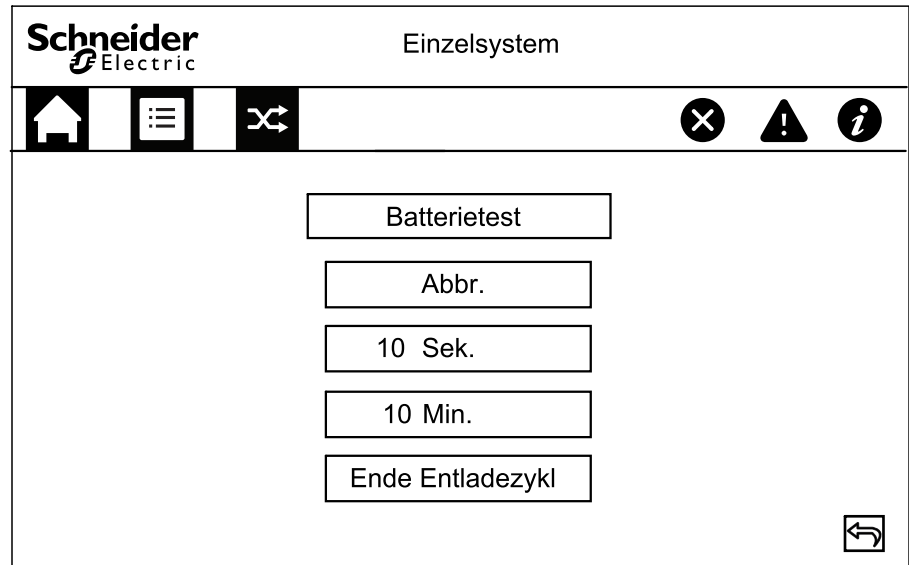 Schneider
Electric
Einzelsystem
Batterietest
Abbr.
10 Sek.
10 Min.
Ende Entladezykl